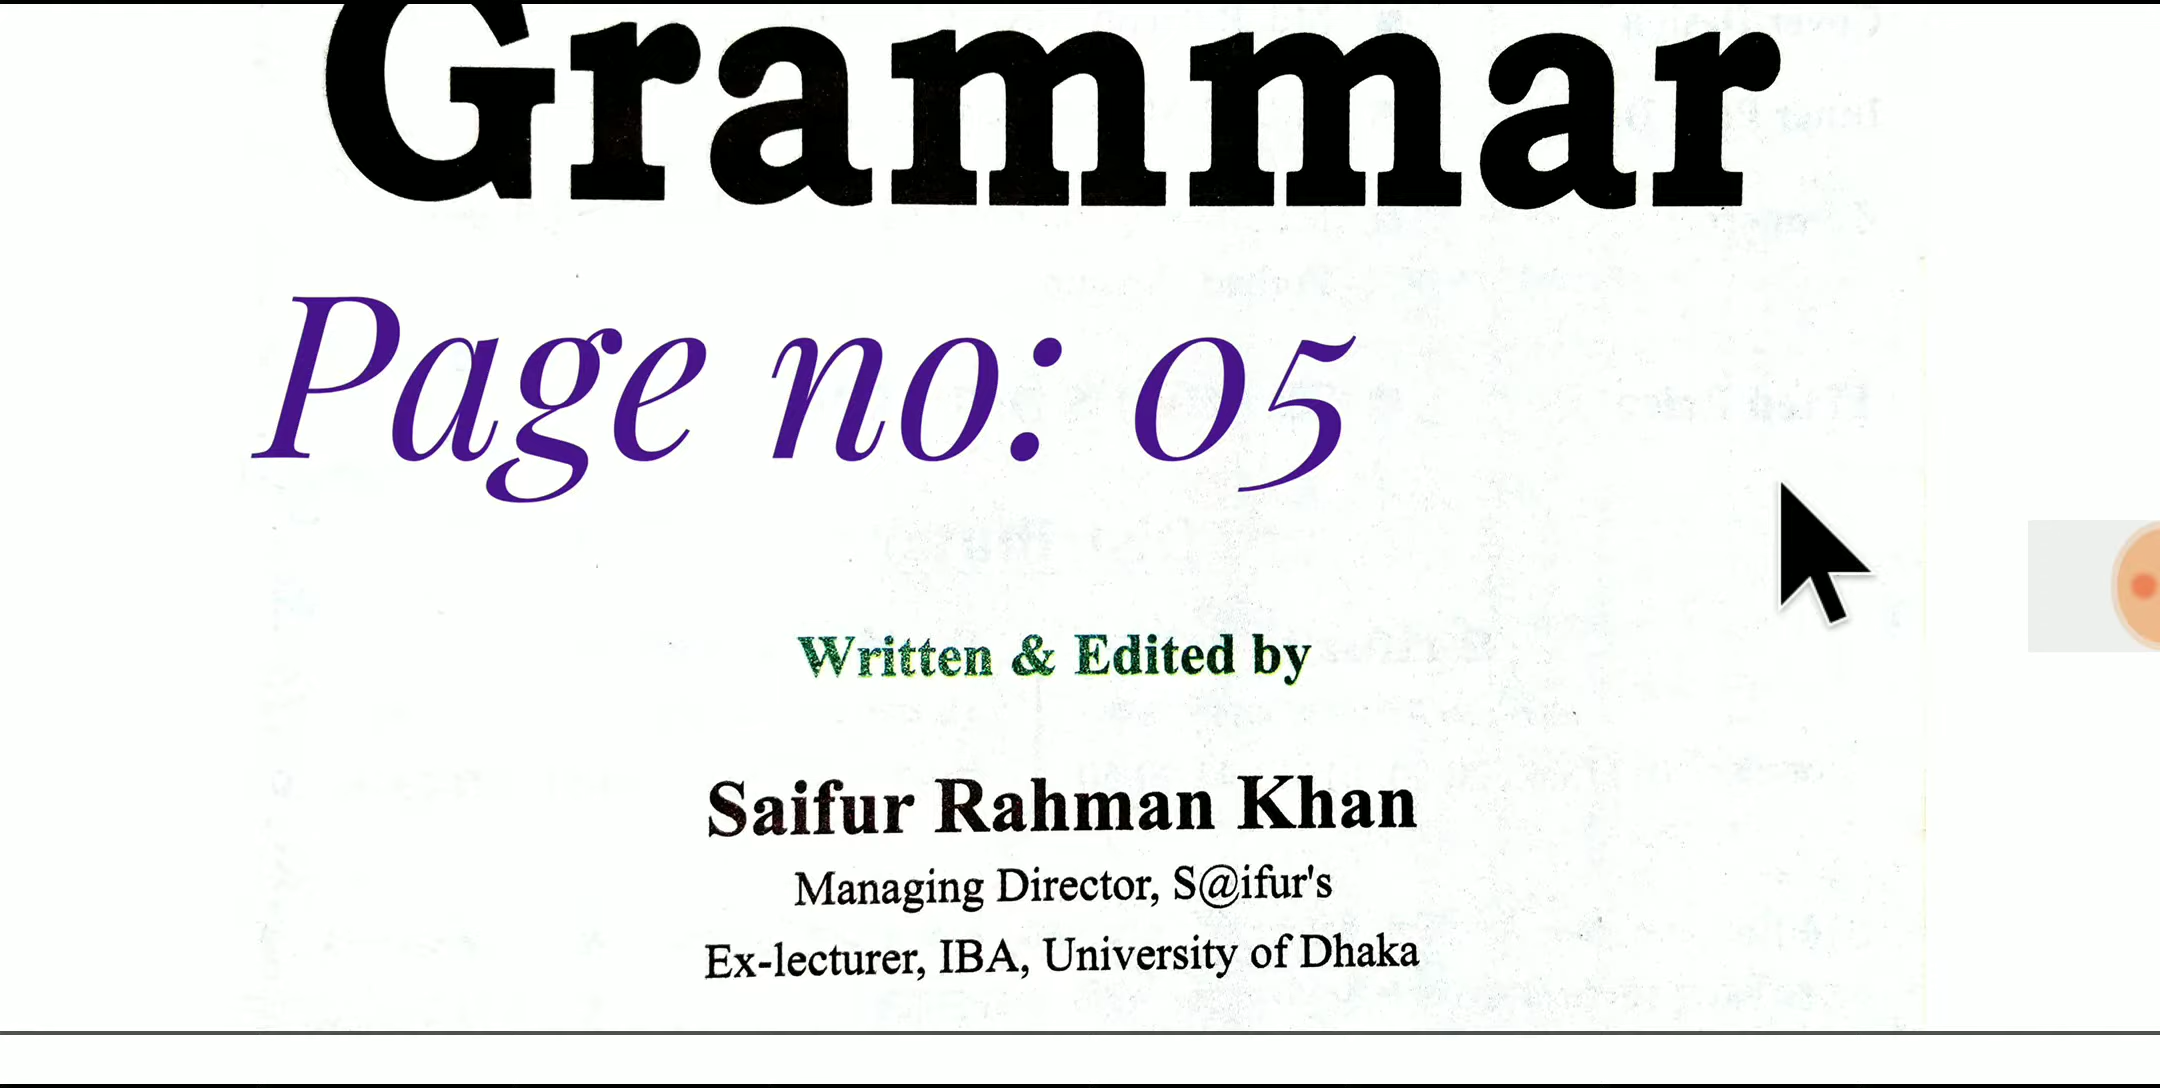 Grammar
Page no: 05
Written & Edited by
Saifur Rahman Khan
Managing Director, S@ifur's
Ex-lecturer, IBA, University of Dhaka